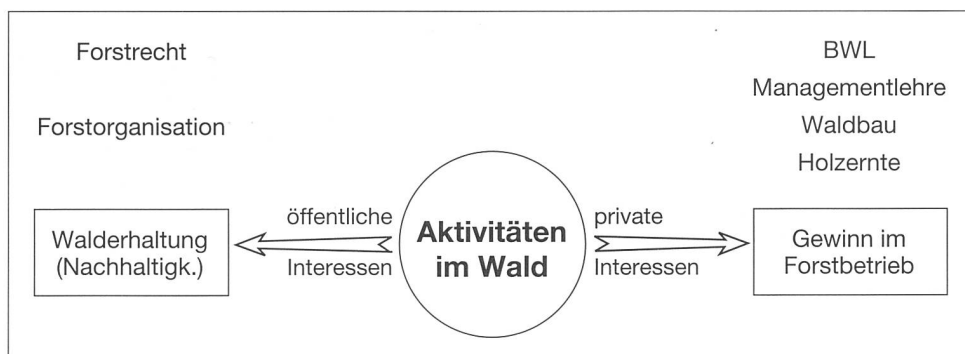 Forstrecht
Forstorganisation
BWL
Managementlehre
Waldbau
Holzernte
Walderhaltung
(Nachhaltigk.)
öffentliche
Interessen
Aktivitäten
im Wald
private
Interessen
Gewinn im
Forstbetrieb